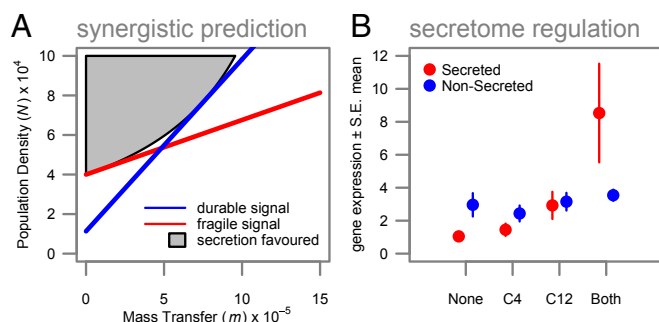 A synergistic prediction
Population Density (N) x 10⁴
10
8
6
4
2
0
durable signal
fragile signal
secretion favoured
0 5 10 15
Mass Transfer (m) x 10⁻⁵
B secretome regulation
gene expression ± S.E. mean
12
10
8
6
4
2
0
Secreted
Non-Secreted
None C4 C12 Both